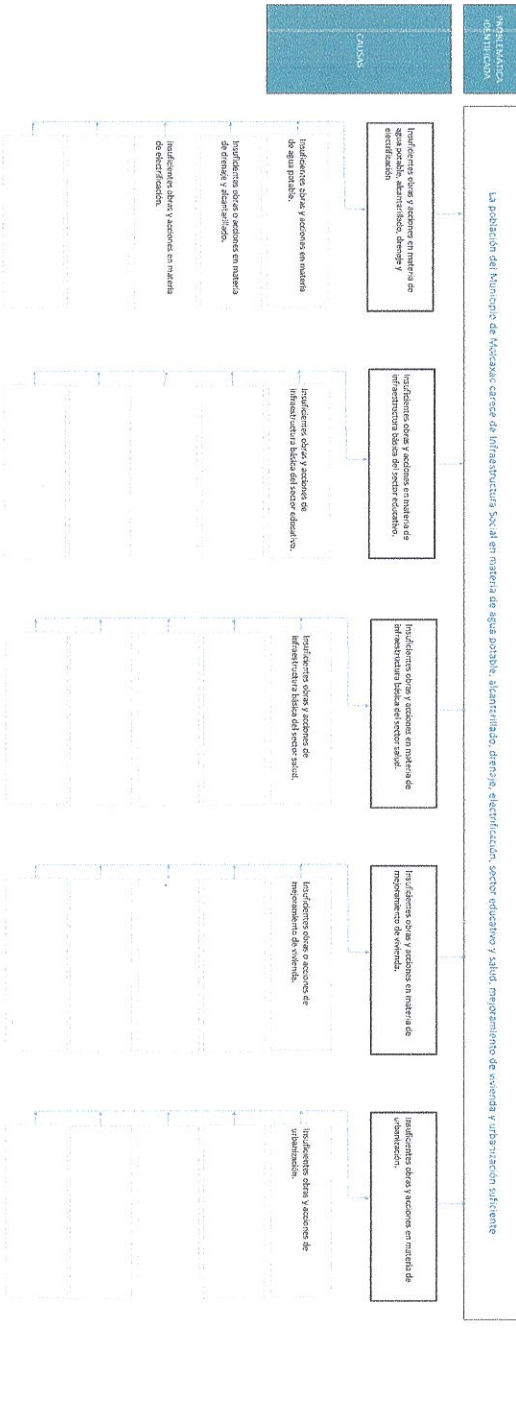 PROBLEMATICA
IDENTIFICADA
La población del Municipio de Molcaxac carece de Infraestructura Social en materia de agua potable, alcantarillado, drenaje, electrificación, sector educativo y salud, mejoramiento de vivienda y urbanización suficiente
CAUSAS
Insuficientes obras y acciones en materia de
agua potable, alcantarillado, drenaje y
electrificación
Insuficientes obras y acciones en materia de
infraestructura básica del sector educativo.
Insuficientes obras y acciones en materia de
infraestructura básica del sector salud.
Insuficientes obras y acciones en materia de
mejoramiento de vivienda.
Insuficientes obras y acciones en materia de
urbanización.
Insuficientes obras y acciones en materia
de agua potable.
Insuficientes obras y acciones de
infraestructura básica del sector educativo.
Insuficientes obras y acciones de
infraestructura básica del sector salud.
Insuficientes obras o acciones de
mejoramiento de vivienda.
Insuficientes obras y acciones de
urbanización.
Insuficientes obras o acciones en materia
de drenaje y alcantarillado.
Insuficientes obras y acciones en materia
de electrificación.